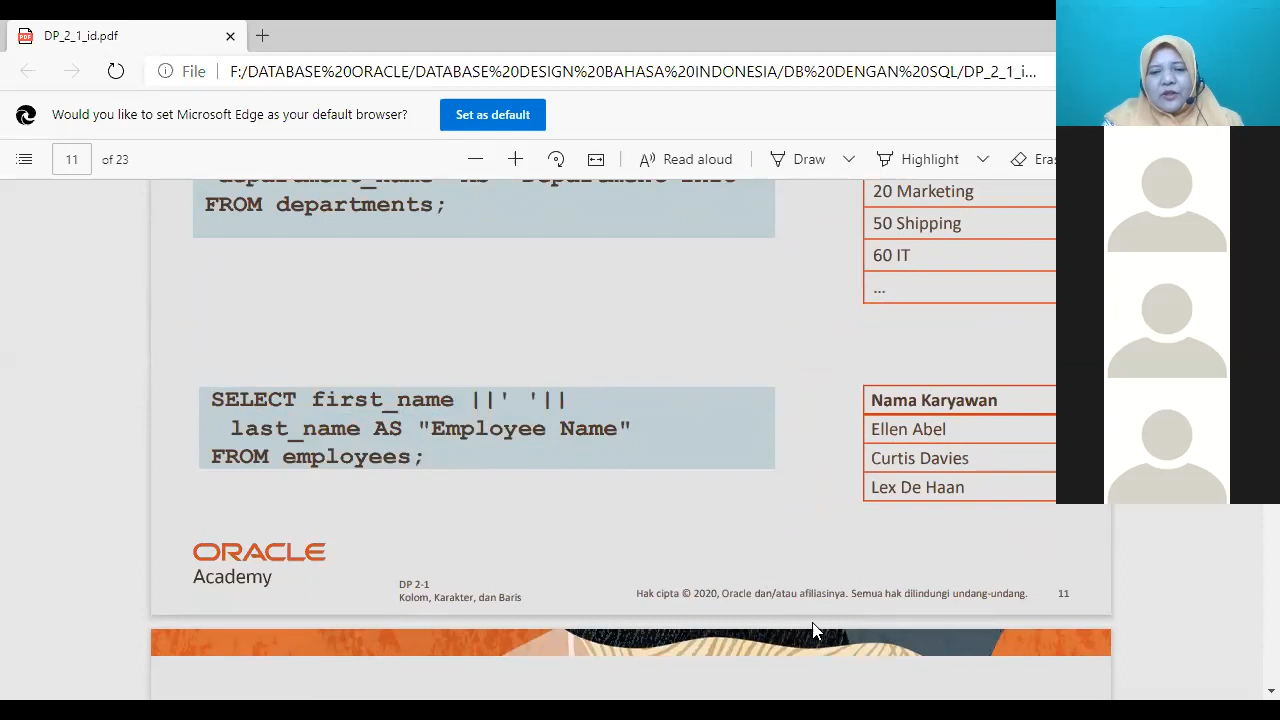 DP_2_1_id.pdf
File
F:/DATABASE%20ORACLE/DATABASE%20DESIGN%20BAHASA%20INDONESIA/DB%20DENGAN%20SQL/DP_2_1_i...
Would you like to set Microsoft Edge as your default browser?
Set as default
11
of 23
Read aloud
Draw
Highlight
Eras
FROM departments;
20 Marketing
50 Shipping
60 IT
...
SELECT first_name ||' '||
last_name AS "Employee Name"
FROM employees;
Nama Karyawan
Ellen Abel
Curtis Davies
Lex De Haan
ORACLE
Academy
DP 2-1
Kolom, Karakter, dan Baris
Hak cipta © 2020, Oracle dan/atau afiliasinya. Semua hak dilindungi undang-undang.
11